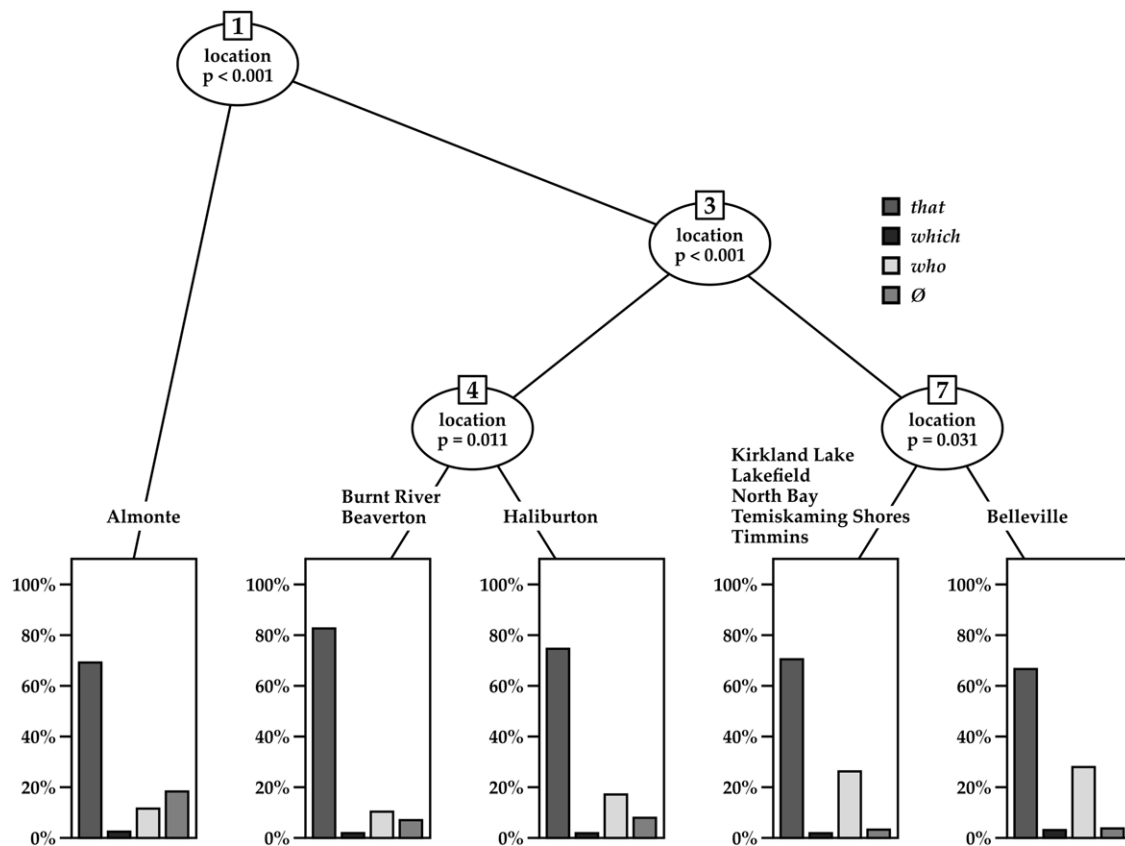 1
location
p < 0.001
3
location
p < 0.001
that
which
who
Ø
4
location
p = 0.011
7
location
p = 0.031
Almonte
Burnt River
Beaverton
Haliburton
Kirkland Lake
Lakefield
North Bay
Temiskaming Shores
Timmins
Belleville
100%
80%
60%
40%
20%
0%
100%
80%
60%
40%
20%
0%
100%
80%
60%
40%
20%
0%
100%
80%
60%
40%
20%
0%
100%
80%
60%
40%
20%
0%